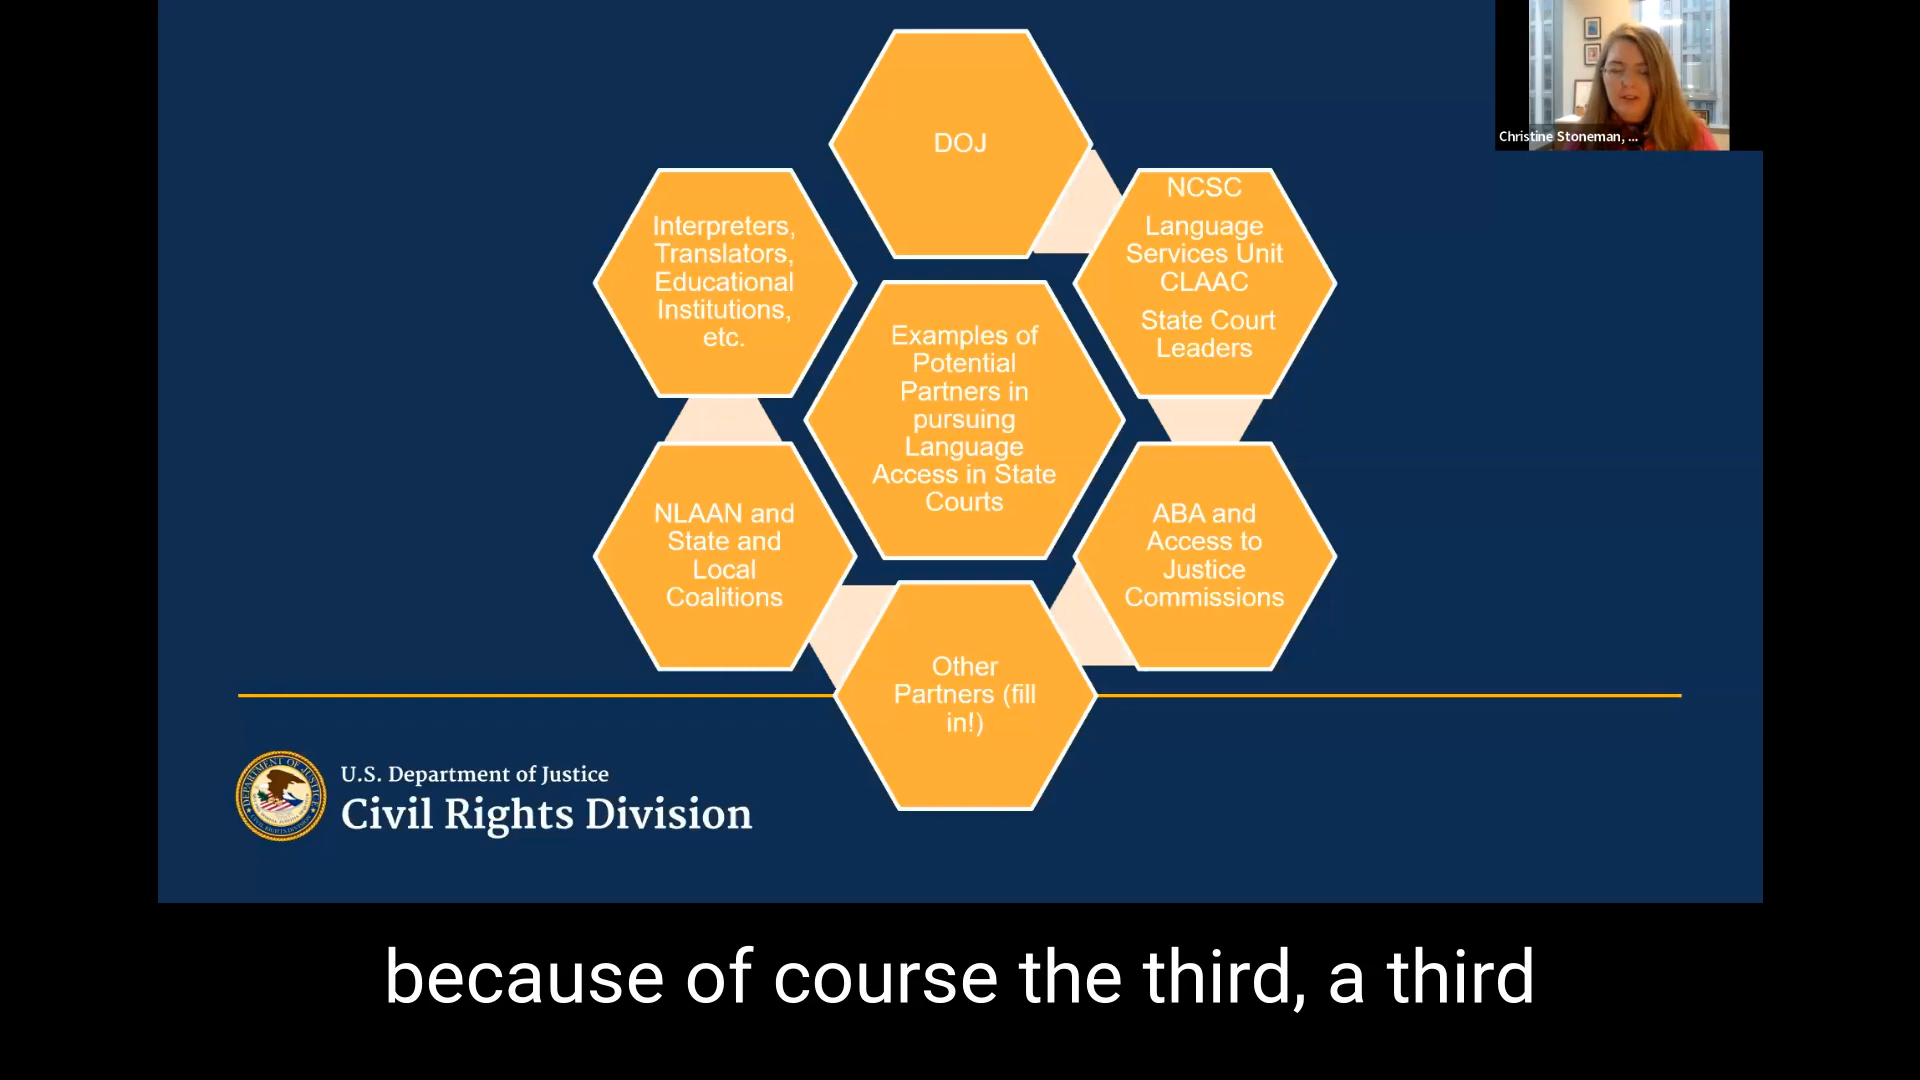 DOJ
Christine Stoneman, ...
NCSC
Language
Services Unit
CLAAC
State Court
Leaders
Interpreters,
Translators,
Educational
Institutions,
etc.
Examples of
Potential
Partners in
pursuing
Language
Access in State
Courts
NLAAN and
State and
Local
Coalitions
ABA and
Access to
Justice
Commissions
Other
Partners (fill
in!)
U.S. Department of Justice
Civil Rights Division
because of course the third, a third